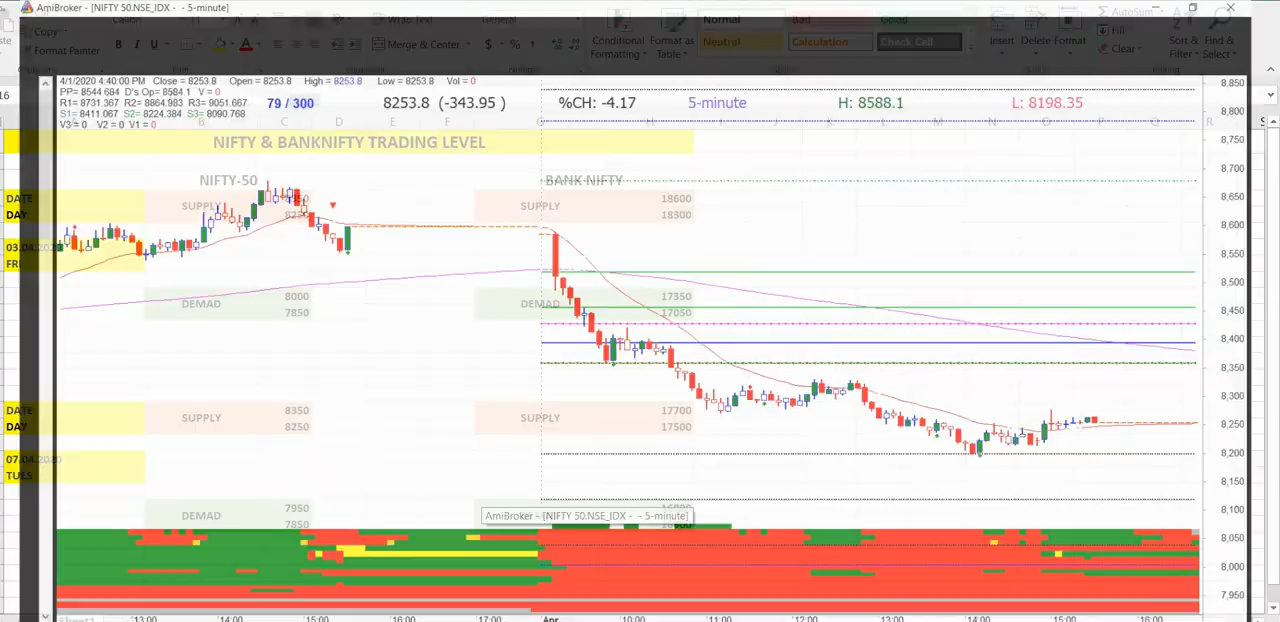 AmiBroker - [NIFTY 50.NSE_IDX - - 5-minute]
Calibri 11 Wrap Text General Normal Bad Good AutoSum
Copy
Format Painter
B I U Merge & Center $ % Conditional Formatting Format as Table Neutral Calculation Check Cell Insert Delete Format Fill Clear Sort & Filter Find & Select
4/1/2020 4:40:00 PM Close = 8253.8 Open = 8253.8 High = 8253.8 Low = 8253.8 Vol = 0
PP= 8544.684 D's Op= 8584.1 V = 0
R1= 8731.367 R2= 8864.983 R3= 9051.667
S1= 8411.067 S2= 8224.384 S3= 8090.768
V3= 0 V2= 0 V1= 0
79 / 300 8253.8 (-343.95 ) %CH: -4.17 5-minute H: 8588.1 L: 8198.35
A B C D E F G H I J K L M N O P Q R
NIFTY & BANKNIFTY TRADING LEVEL
NIFTY-50 BANK NIFTY
DATE
DAY
SUPPLY 8250
SUPPLY 18600
18300
03.04.2020
FRI
DEMAD 8000
7850
DEMAND 17350
17050
DATE
DAY
SUPPLY 8350
8250
SUPPLY 17700
17500
07.04.2020
TUES
DEMAD 7950
7850
AmiBroker - [NIFTY 50.NSE_IDX - - 5-minute]
8,850
8,800
8,750
8,700
8,650
8,600
8,550
8,500
8,450
8,400
8,350
8,300
8,250
8,200
8,150
8,100
8,050
8,000
7,950
Sheet1
13:00 14:00 15:00 16:00 17:00 Apr 10:00 11:00 12:00 13:00 14:00 15:00 16:00